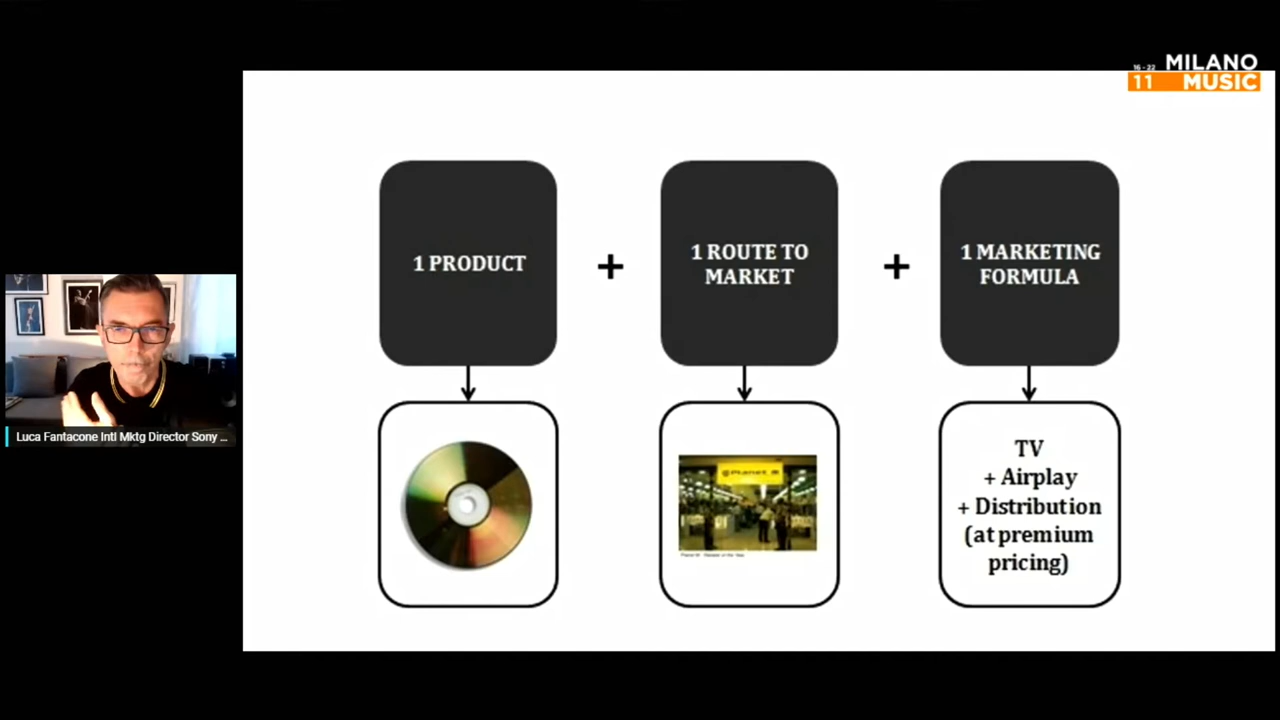 16 - 22 MILANO
11 MUSIC
1 PRODUCT
+
1 ROUTE TO
MARKET
+
1 MARKETING
FORMULA
Planet M
TV
+ Airplay
+ Distribution
(at premium
pricing)
Luca Fantacone Intl Mktg Director Sony ...